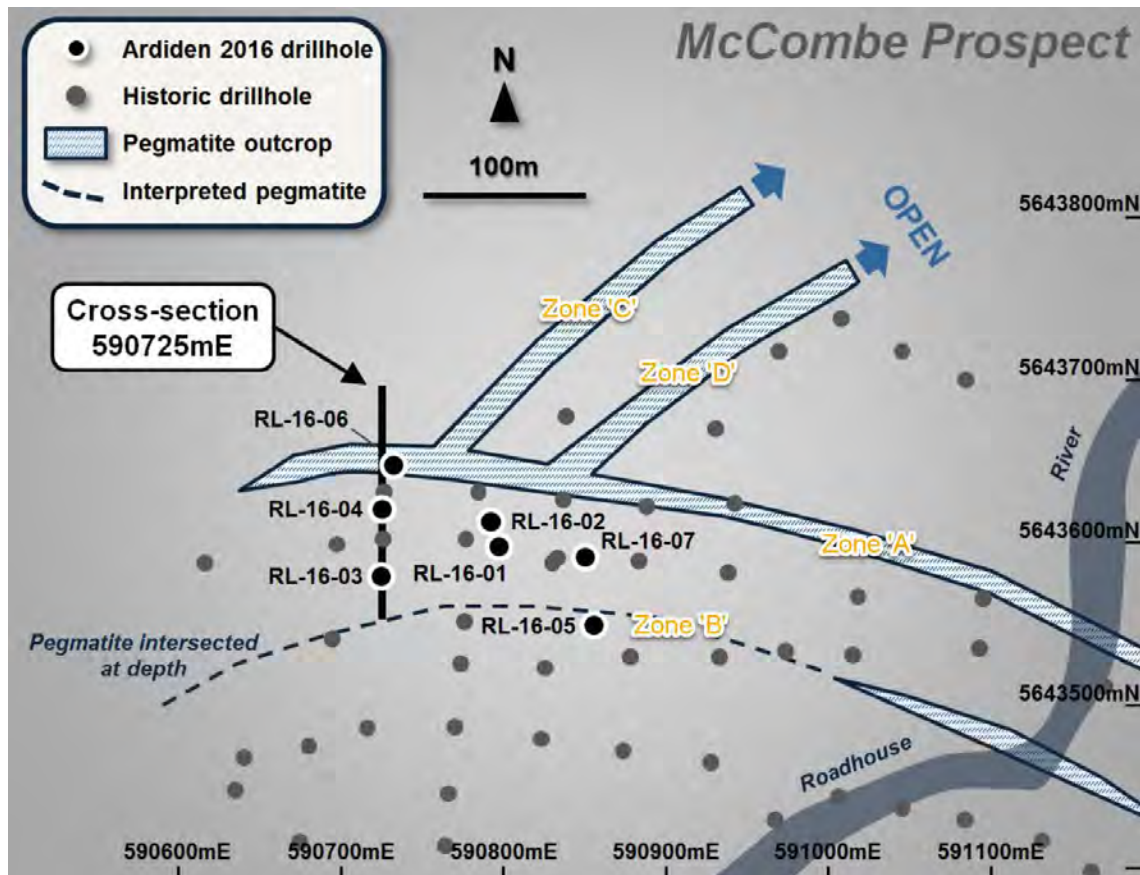 McCombe Prospect
Ardiden 2016 drillhole
Historic drillhole
Pegmatite outcrop
Interpreted pegmatite
N
100m
5643800mN
OPEN
Cross-section
590725mE
Zone 'C'
Zone 'D'
5643700mN
RL-16-06
River
RL-16-04
RL-16-02
RL-16-07
Zone 'A'
5643600mN
RL-16-03
RL-16-01
RL-16-05
Zone 'B'
Pegmatite intersected
at depth
5643500mN
Roadhouse
590600mE
590700mE
590800mE
590900mE
591000mE
591100mE